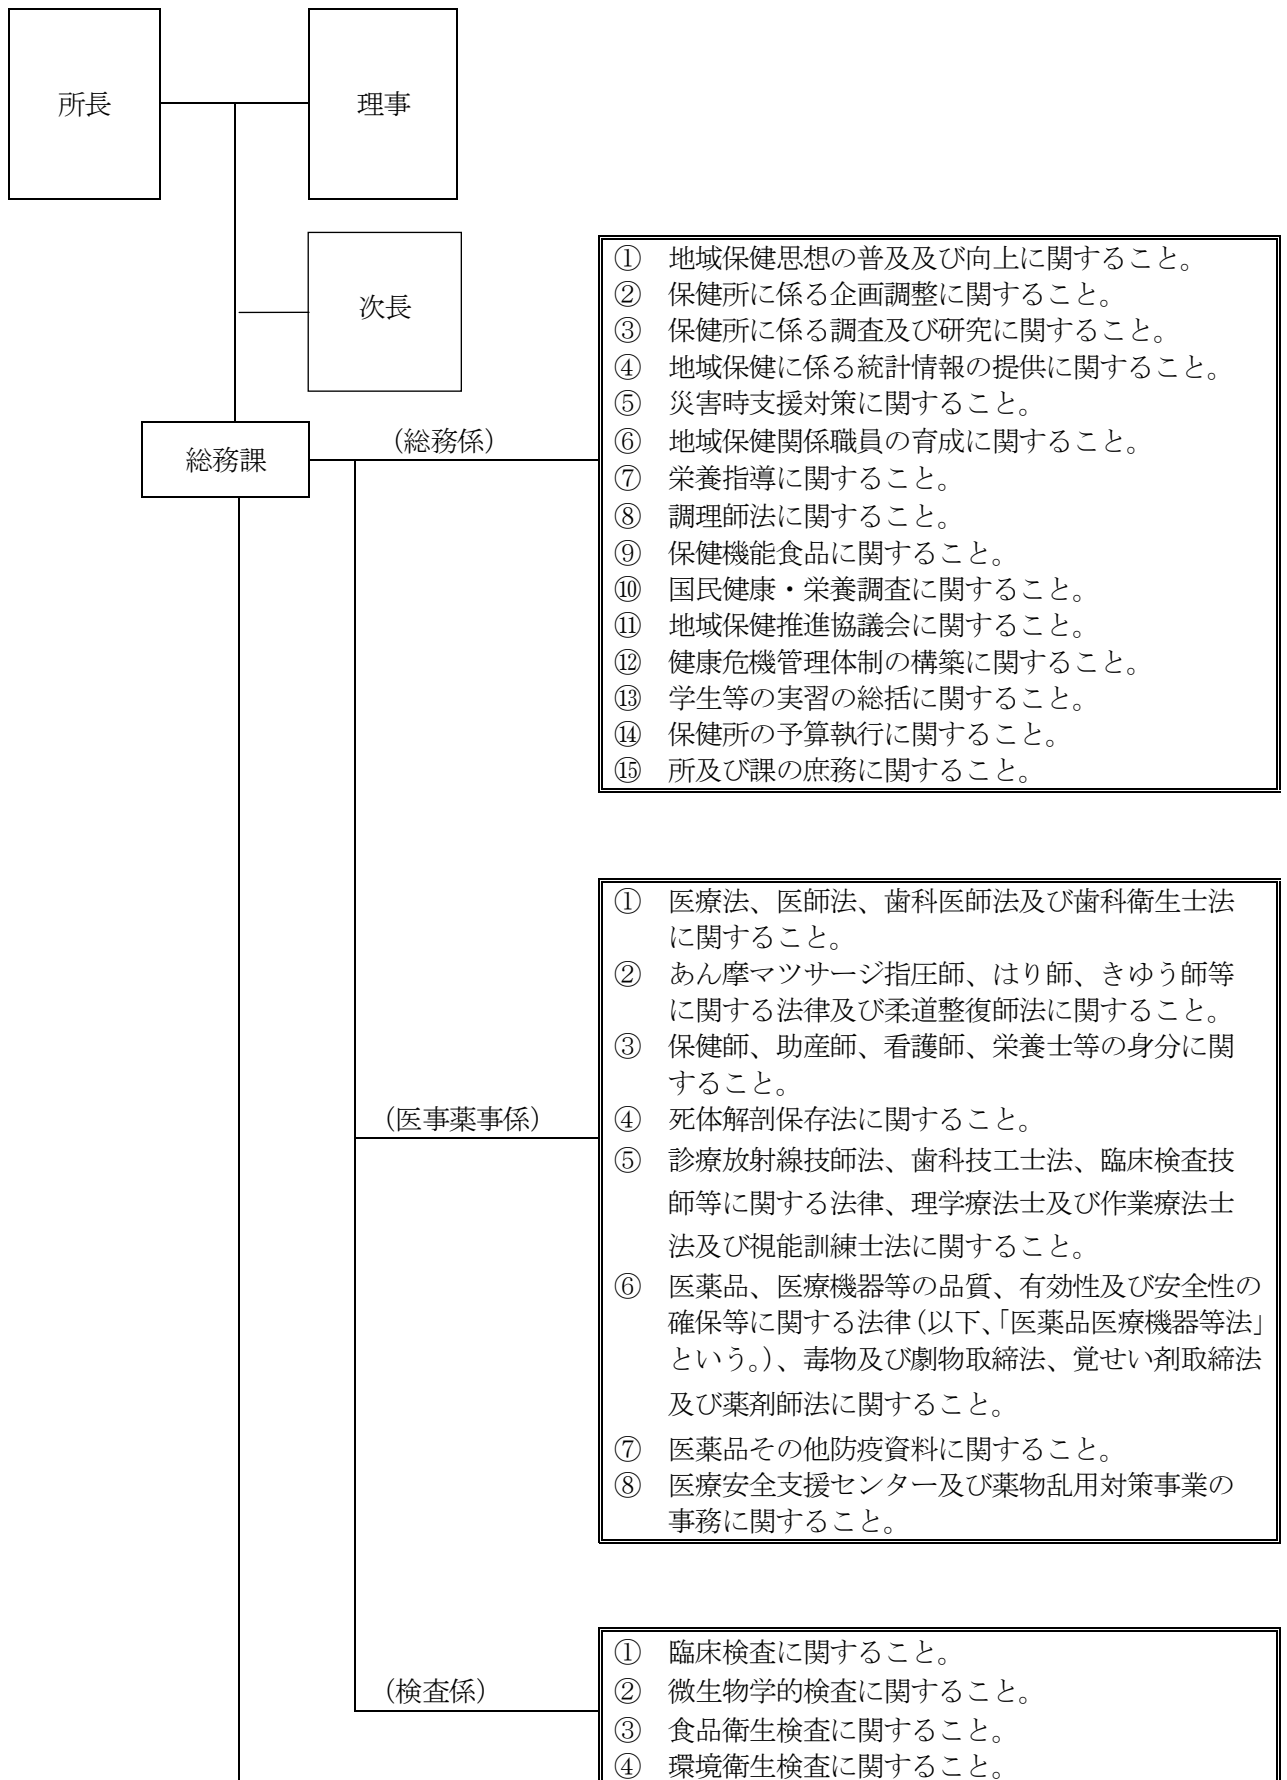 所長
理事
次長
総務課
（総務係）
① 地域保健思想の普及及び向上に関すること。
② 保健所に係る企画調整に関すること。
③ 保健所に係る調査及び研究に関すること。
④ 地域保健に係る統計情報の提供に関すること。
⑤ 災害時支援対策に関すること。
⑥ 地域保健関係職員の育成に関すること。
⑦ 栄養指導に関すること。
⑧ 調理師法に関すること。
⑨ 保健機能食品に関すること。
⑩ 国民健康・栄養調査に関すること。
⑪ 地域保健推進協議会に関すること。
⑫ 健康危機管理体制の構築に関すること。
⑬ 学生等の実習の総括に関すること。
⑭ 保健所の予算執行に関すること。
⑮ 所及び課の庶務に関すること。
（医事薬事係）
① 医療法、医師法、歯科医師法及び歯科衛生士法
に関すること。
② あん摩マツサージ指圧師、はり師、きゆう師等
に関する法律及び柔道整復師法に関すること。
③ 保健師、助産師、看護師、栄養士等の身分に関
すること。
④ 死体解剖保存法に関すること。
⑤ 診療放射線技師法、歯科技工士法、臨床検査技
師等に関する法律、理学療法士及び作業療法士
法及び視能訓練士法に関すること。
⑥ 医薬品、医療機器等の品質、有効性及び安全性の
確保等に関する法律（以下、「医薬品医療機器等法」
という。）、毒物及び劇物取締法、覚せい剤取締法
及び薬剤師法に関すること。
⑦ 医薬品その他防疫資料に関すること。
⑧ 医療安全支援センター及び薬物乱用対策事業の
事務に関すること。
（検査係）
① 臨床検査に関すること。
② 微生物学的検査に関すること。
③ 食品衛生検査に関すること。
④ 環境衛生検査に関すること。